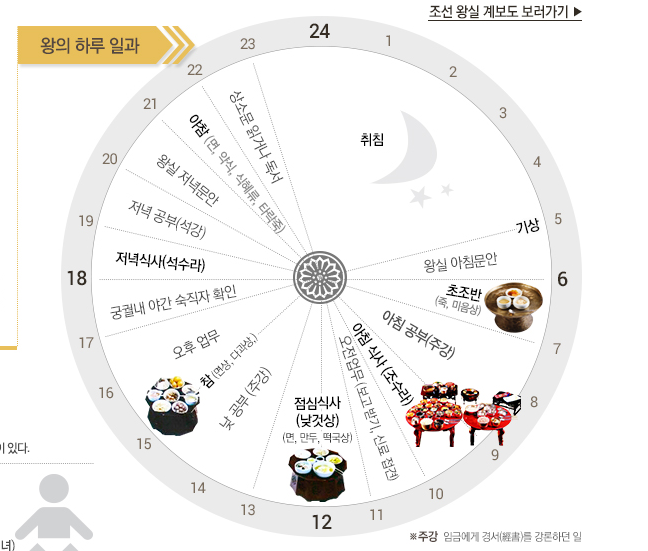 조선 왕실 계보도 보러가기 ▶
왕의 하루 일과
24
1
2
3
4
5
6
7
8
9
10
11
12
13
14
15
16
17
18
19
20
21
22
23
취침
기상
왕실 아침문안
초조반
(죽, 미음상)
아침 공부(주강)
아침 식사 (조수라)
오전업무 (보고 받기, 신료 접견)
점심식사
(낮것상)
(면, 만두, 떡국상)
낮 공부 (주강)
참 (면상, 다과상,)
오후 업무
궁궐내 야간 숙직자 확인
저녁식사(석수라)
저녁 공부(석강)
왕실 저녁문안
야참 (면, 약식, 식혜류, 타락죽)
상소문 읽거나 독서
이 있다.
녀)
※ 주강 임금에게 경서(經書)를 강론하던 일